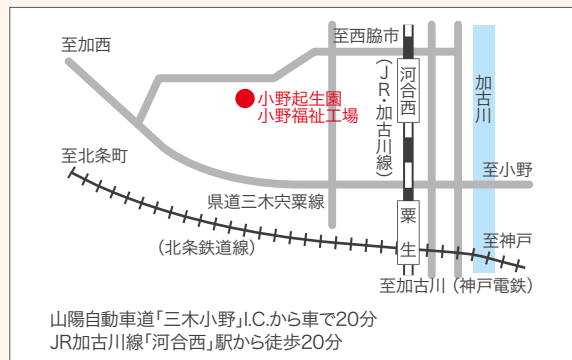 至加西
至西脇市
小野起生園
小野福祉工場
(JR・加古川線)
河合西
加古川
至北条町
至小野
県道三木宍粟線
粟生
(北条鉄道線)
至神戸
至加古川
(神戸電鉄)
山陽自動車道「三木小野」I.C.から車で20分
JR加古川線「河合西」駅から徒歩20分